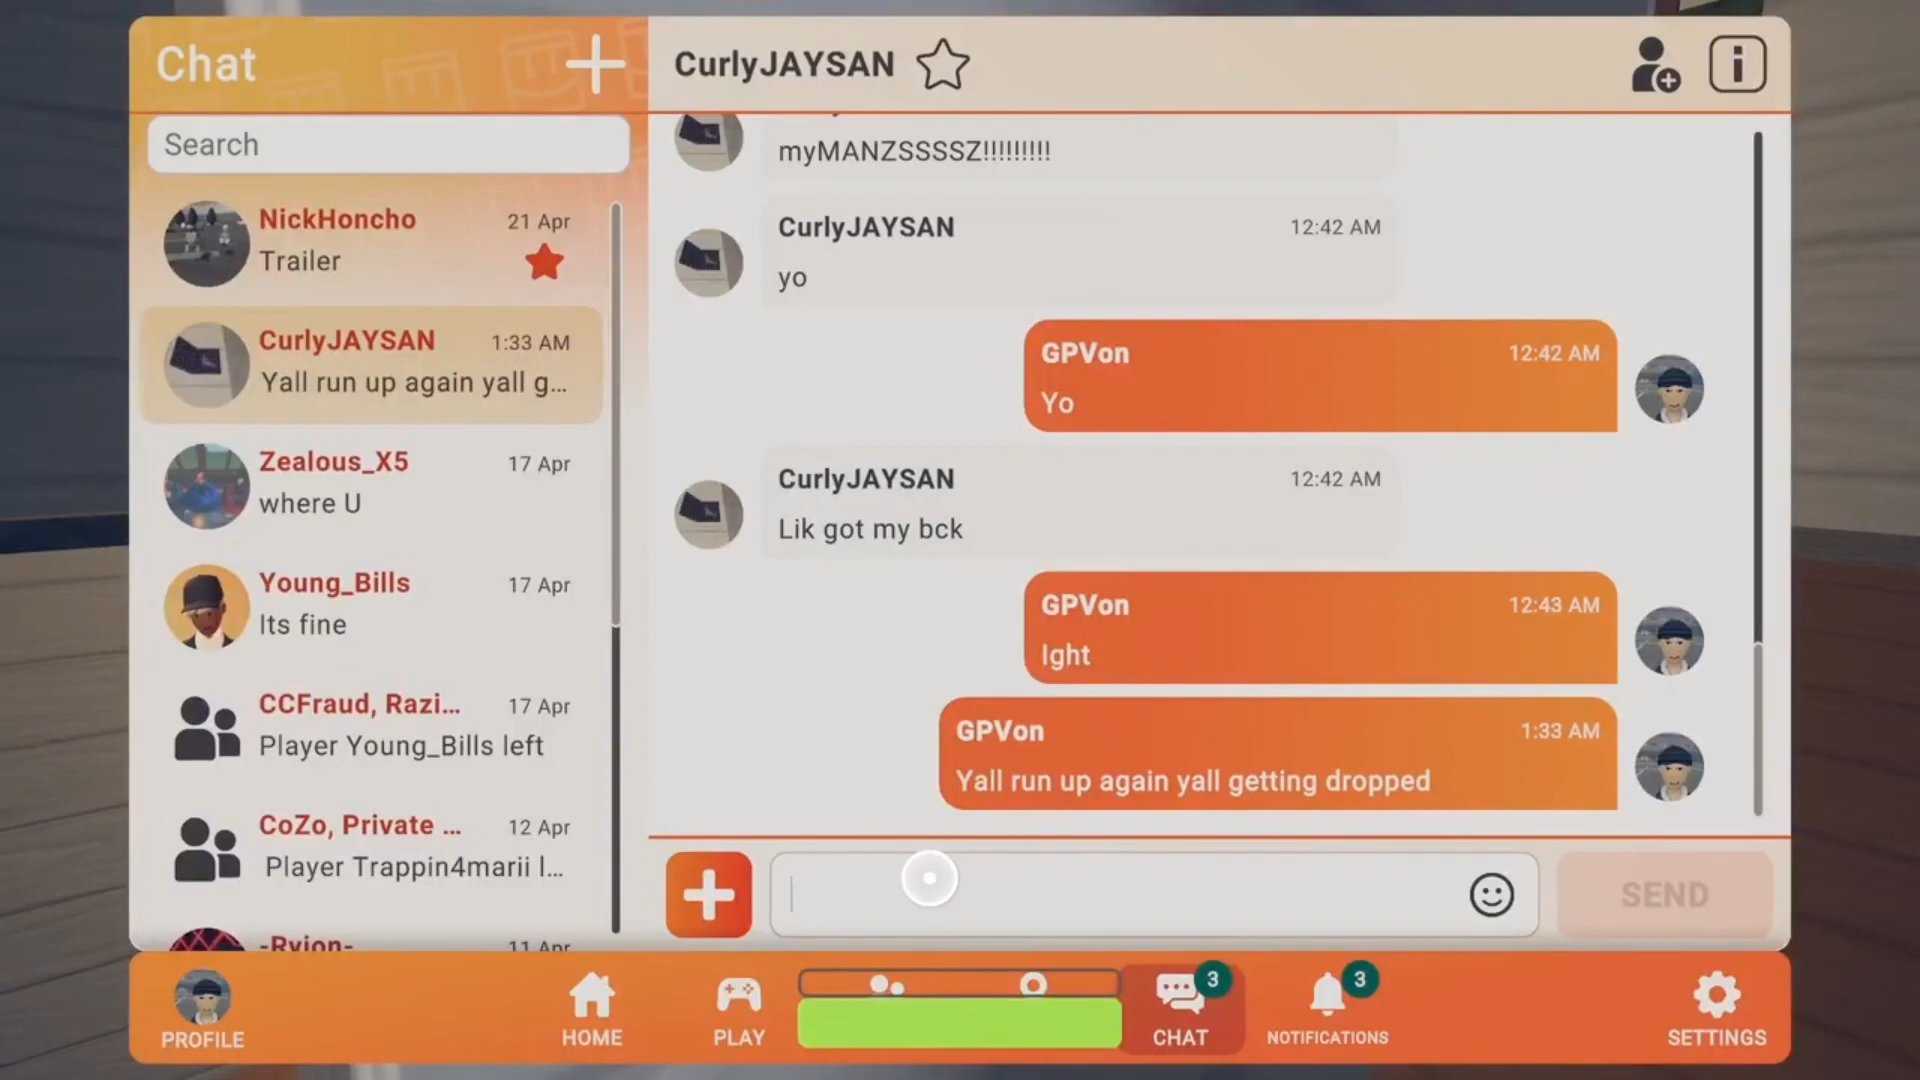 Chat
Search
NickHoncho 21 Apr
Trailer
CurlyJAYSAN 1:33 AM
Yall run up again yall g...
Zealous_X5 17 Apr
where U
Young_Bills 17 Apr
Its fine
CCFraud, Razi... 17 Apr
Player Young_Bills left
CoZo, Private ... 12 Apr
Player Trappin4marii l...
-Ryion- 11 Apr
CurlyJAYSAN
myMANZSSSSZ!!!!!!!!!
CurlyJAYSAN 12:42 AM
yo
GPVon 12:42 AM
Yo
CurlyJAYSAN 12:42 AM
Lik got my bck
GPVon 12:43 AM
Ight
GPVon 1:33 AM
Yall run up again yall getting dropped
SEND
PROFILE
HOME
PLAY
CHAT 3
NOTIFICATIONS 3
SETTINGS